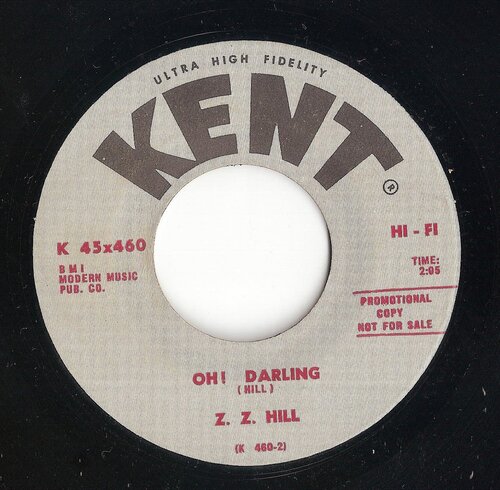 ULTRA HIGH FIDELITY
KENT
®
K 45x460
HI - FI
BMI
MODERN MUSIC
PUB. CO.
TIME:
2:05
PROMOTIONAL
COPY
NOT FOR SALE
OH! DARLING
(HILL)
Z. Z. HILL
(K 460-2)